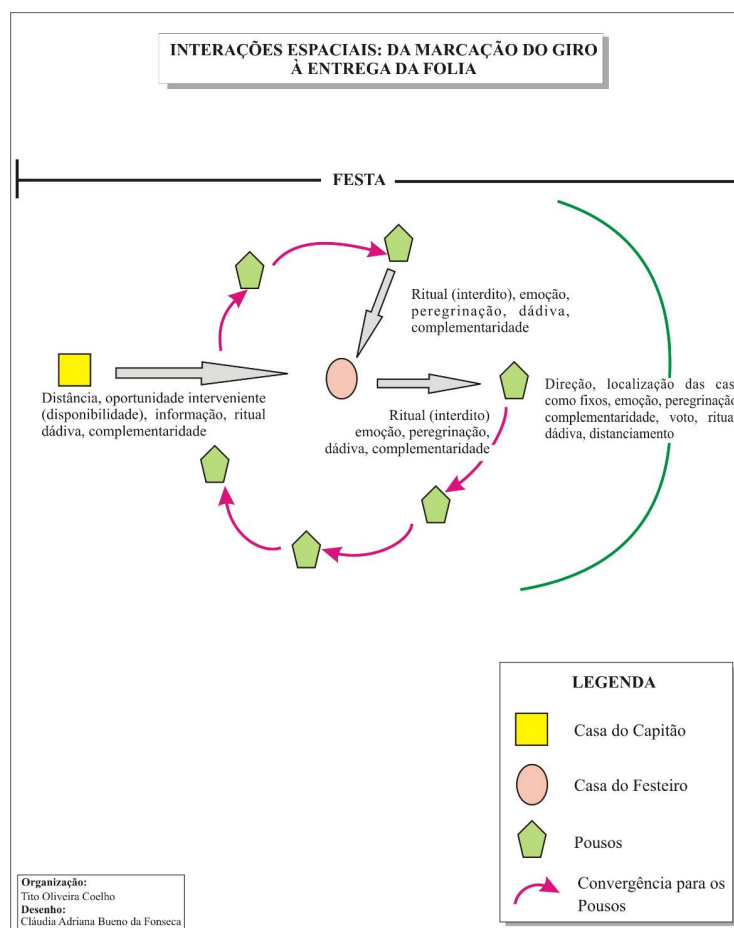 INTERAÇÕES ESPACIAIS: DA MARCAÇÃO DO GIRO
À ENTREGA DA FOLIA
FESTA
Ritual (interdito), emoção,
peregrinação, dádiva,
complementaridade
Distância, oportunidade interveniente
(disponibilidade), informação, ritual
dádiva, complementaridade
Ritual (interdito)
emoção, peregrinação,
dádiva, complementaridade
Direção, localização das cas
como fixos, emoção, peregrinação
complementaridade, voto, ritua
dádiva, distanciamento
LEGENDA
Casa do Capitão
Casa do Festeiro
Pousos
Convergência para os
Pousos
Organização:
Tito Oliveira Coelho
Desenho:
Cláudia Adriana Bueno da Fonseca